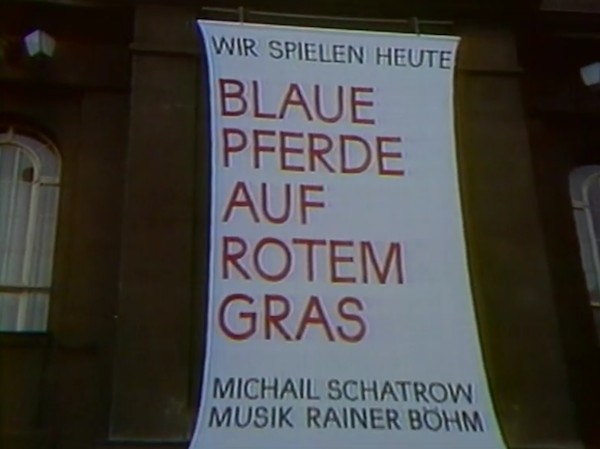 WIR SPIELEN HEUTE
BLAUE
PFERDE
AUF
ROTEM
GRAS
MICHAIL SCHATROW
MUSIK RAINER BÖHM